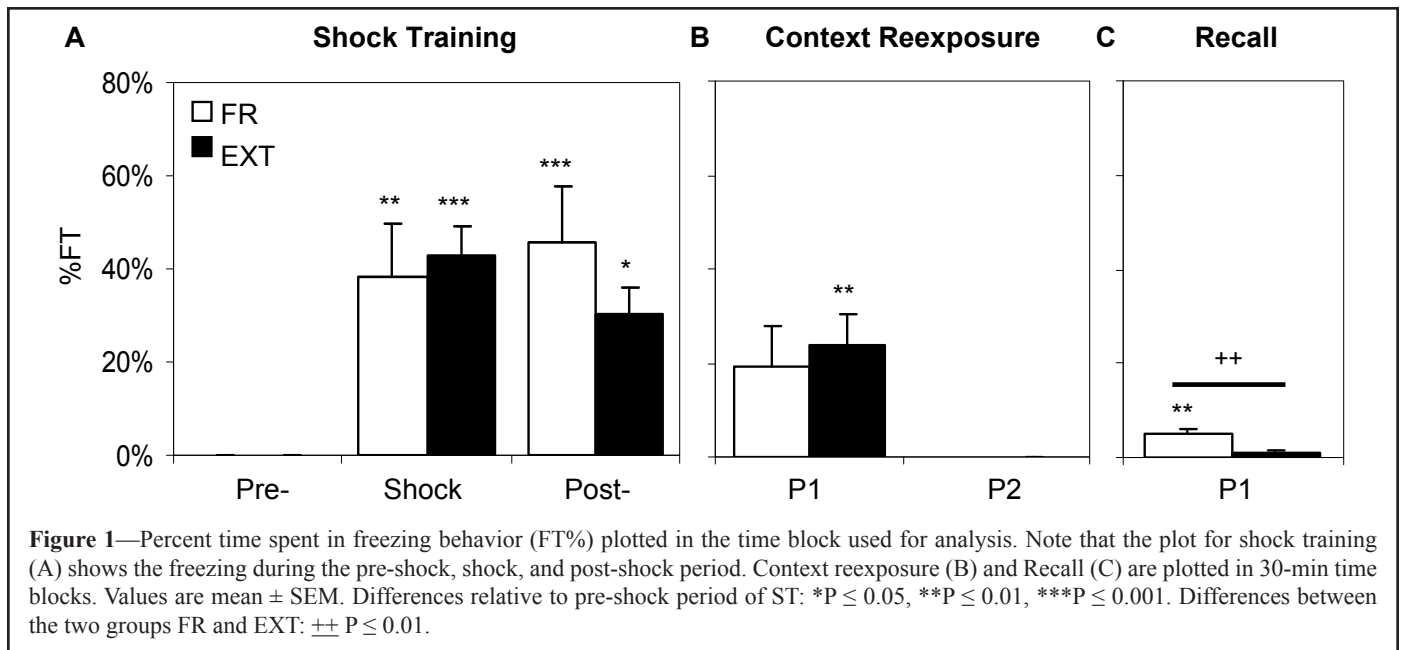 A Shock Training B Context Reexposure C Recall
80%
FR
EXT
60%
40%
20%
0%
%FT
** *** *** *
**
++
**
Pre- Shock Post- P1 P2 P1
Figure 1—Percent time spent in freezing behavior (FT%) plotted in the time block used for analysis. Note that the plot for shock training
(A) shows the freezing during the pre-shock, shock, and post-shock period. Context reexposure (B) and Recall (C) are plotted in 30-min time
blocks. Values are mean ± SEM. Differences relative to pre-shock period of ST: *P ≤ 0.05, **P ≤ 0.01, ***P ≤ 0.001. Differences between
the two groups FR and EXT: ++ P ≤ 0.01.